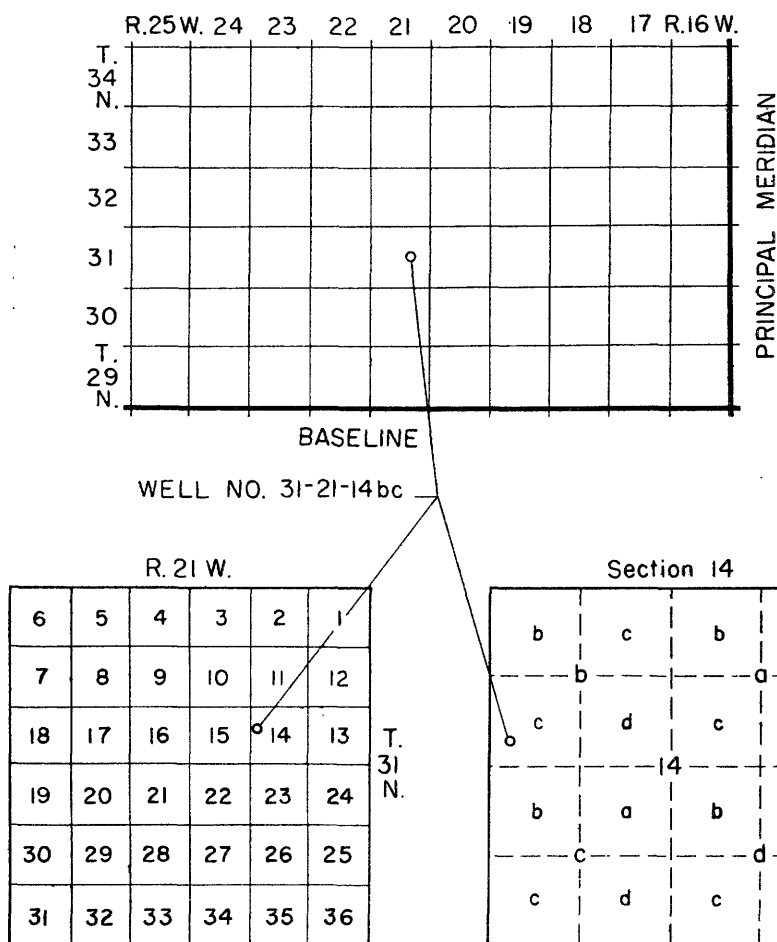 R.25W. 24 23 22 21 20 19 18 17 R.16 W.
T.
34
N.
33
32
31
30
T.
29
N.
PRINCIPAL MERIDIAN
BASELINE
WELL NO. 31-21-14bc
R. 21 W.
6 5 4 3 2 1
7 8 9 10 11 12
18 17 16 15 14 13
19 20 21 22 23 24
30 29 28 27 26 25
31 32 33 34 35 36
T.
31
N.
Section 14
b c b
b a
c d c
14
b a b
c d
c d c